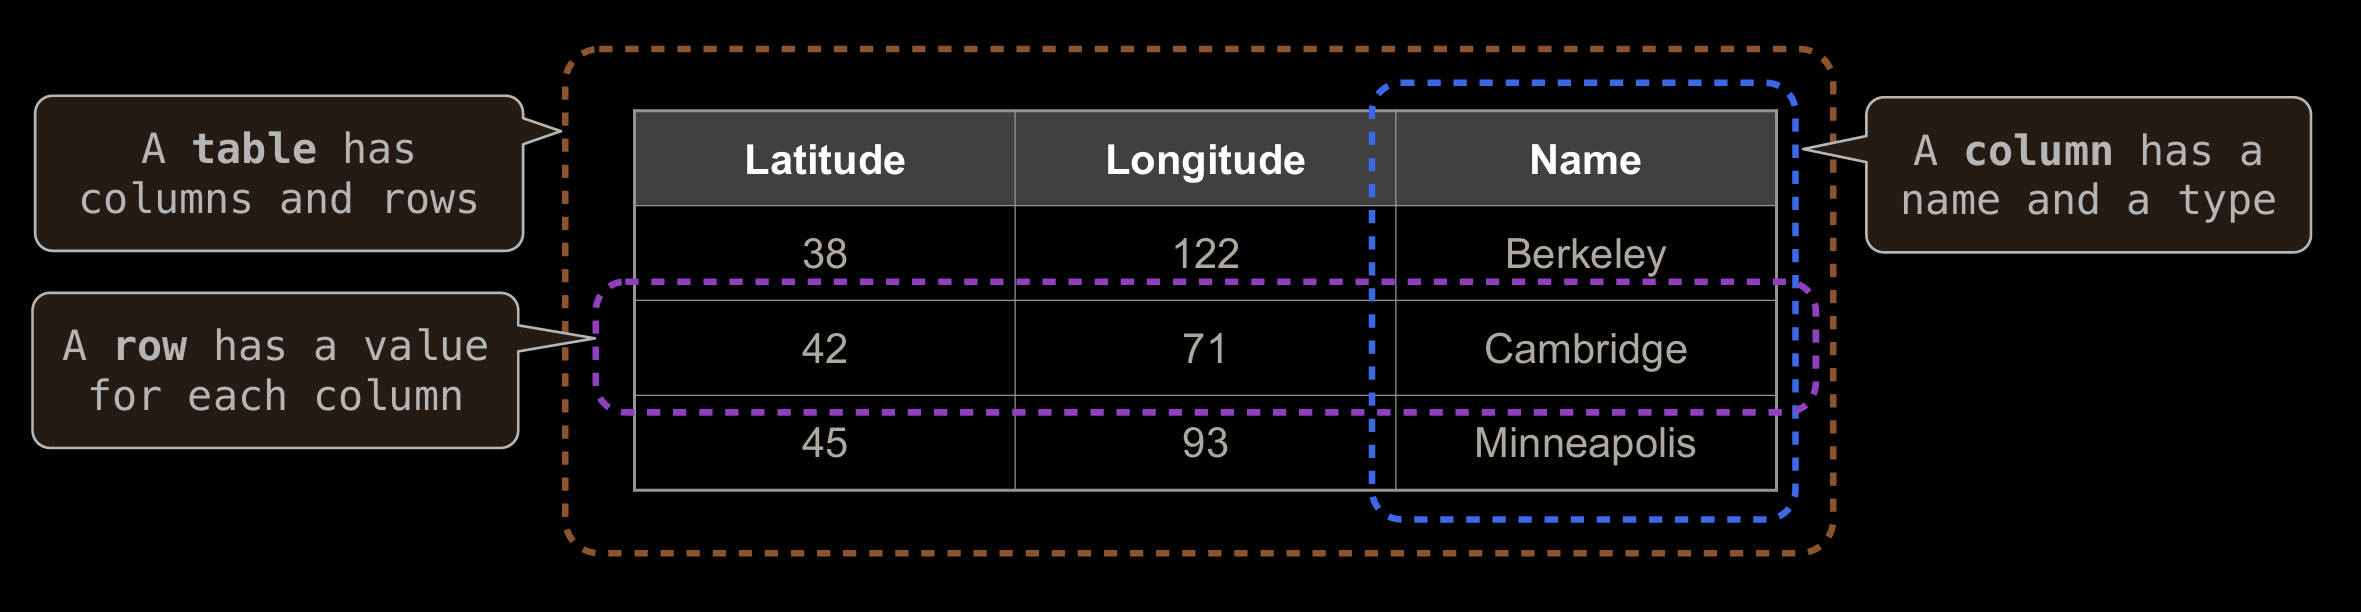 A table has
columns and rows
A row has a value
for each column
Latitude Longitude Name
38 122 Berkeley
42 71 Cambridge
45 93 Minneapolis
A column has a
name and a type